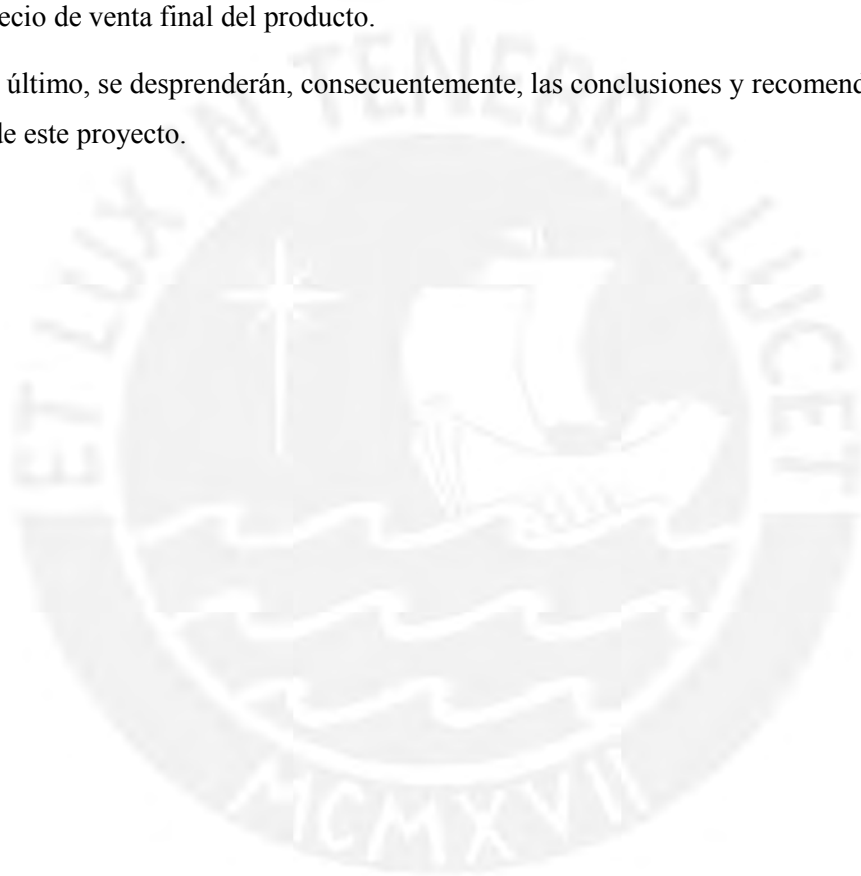 ecio de venta final del producto.
último, se desprenderán, consecuentemente, las conclusiones y recomend
de este proyecto.
ET LUX IN TENEBRIS LUCET
MCMXVII